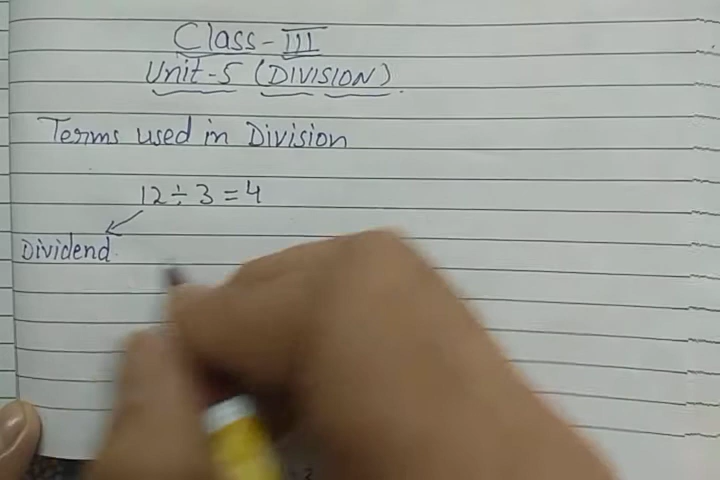 Class-III
Unit-5 (DIVISION).
Terms used in Division
12÷3=4
Dividend